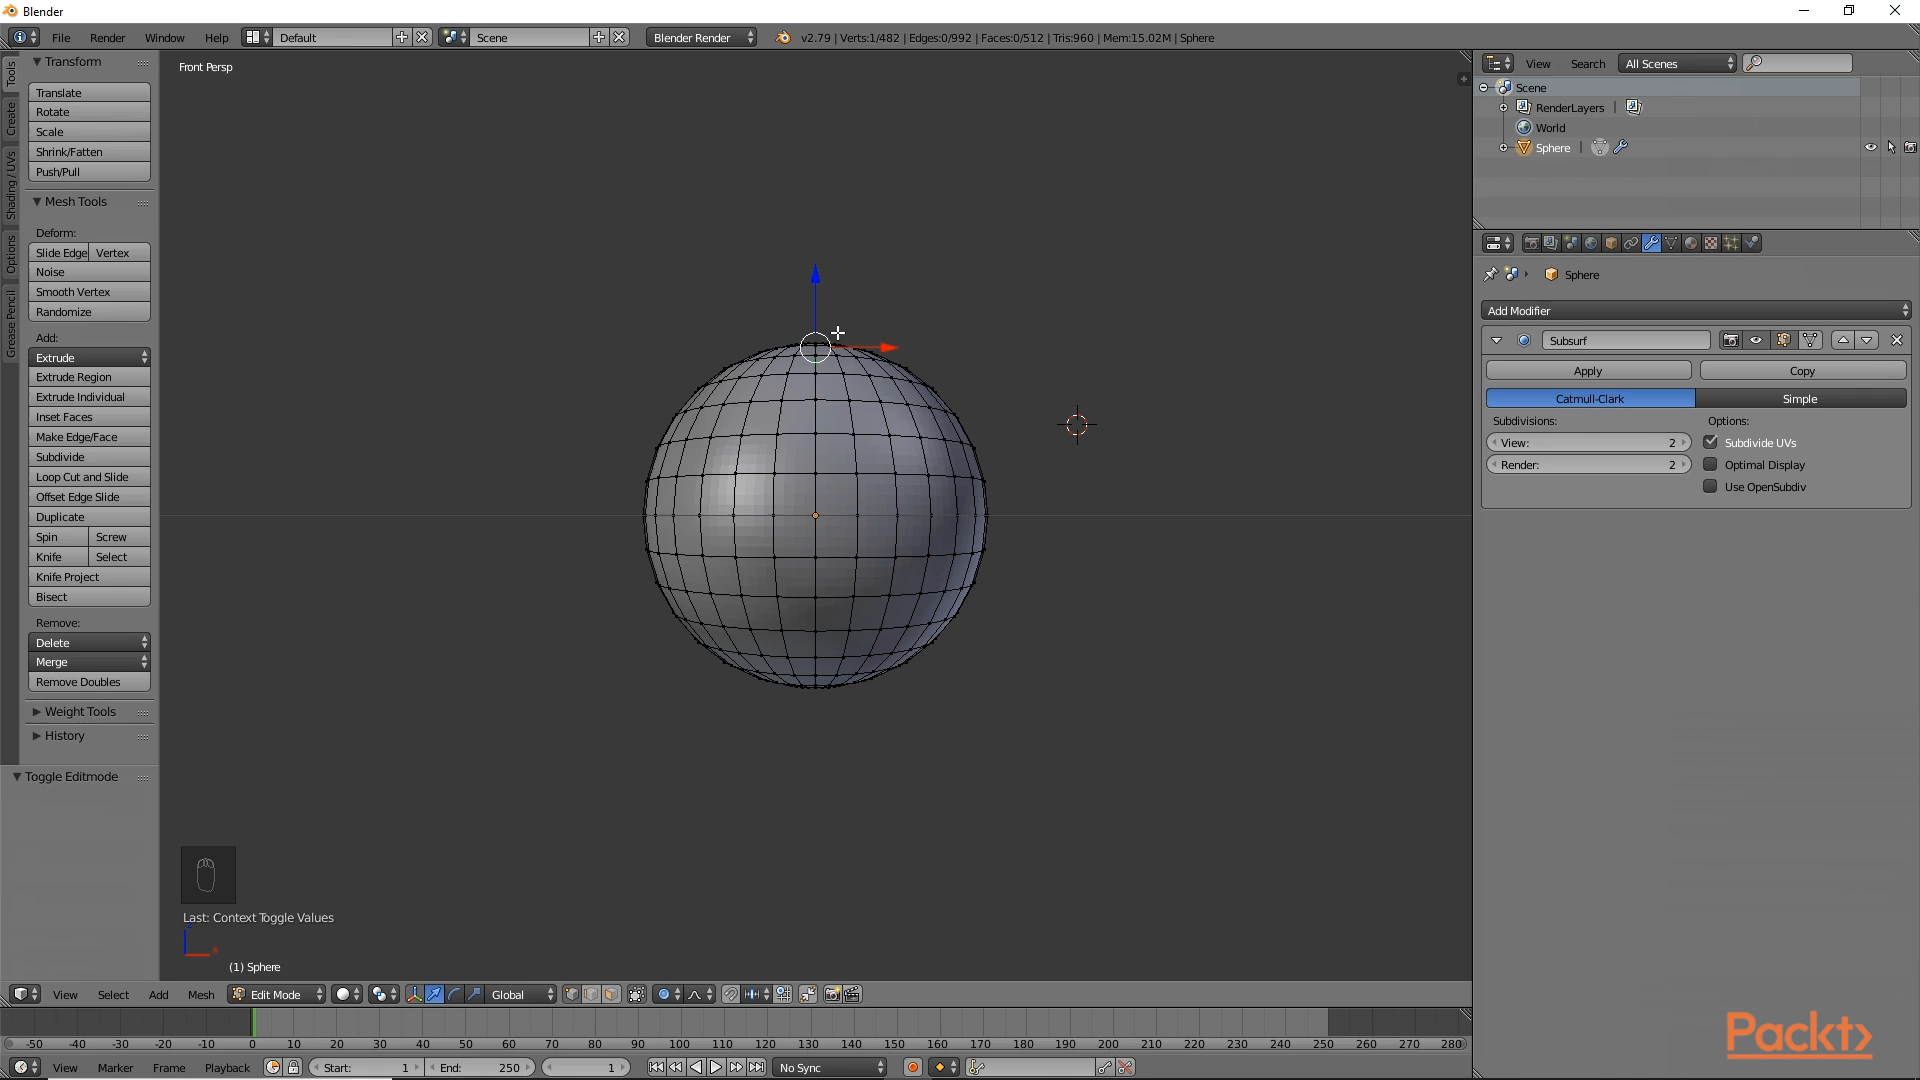 Blender
File Render Window Help Default Scene Blender Render v2.79 | Verts:1/482 | Edges:0/992 | Faces:0/512 | Tris:960 | Mem:15.02M | Sphere
Tools
Create
Shading / UVs
Options
Grease Pencil
Transform
Translate
Rotate
Scale
Shrink/Fatten
Push/Pull
Mesh Tools
Deform:
Slide Edge Vertex
Noise
Smooth Vertex
Randomize
Add:
Extrude
Extrude Region
Extrude Individual
Inset Faces
Make Edge/Face
Subdivide
Loop Cut and Slide
Offset Edge Slide
Duplicate
Spin Screw
Knife Select
Knife Project
Bisect
Remove:
Delete
Merge
Remove Doubles
Weight Tools
History
Toggle Editmode
Front Persp
Last: Context Toggle Values
(1) Sphere
View Search All Scenes
Scene
RenderLayers |
World
Sphere |
Sphere
Add Modifier
Subsurf
Apply Copy
Catmull-Clark Simple
Subdivisions: Options:
View: 2 Subdivide UVs
Render: 2 Optimal Display
Use OpenSubdiv
View Select Add Mesh Edit Mode Global
-50 -40 -30 -20 -10 0 10 20 30 40 50 60 70 80 90 100 110 120 130 140 150 160 170 180 190 200 210 220 230 240 250 260 270 280
View Marker Frame Playback Start: 1 End: 250 1 No Sync
Packt>